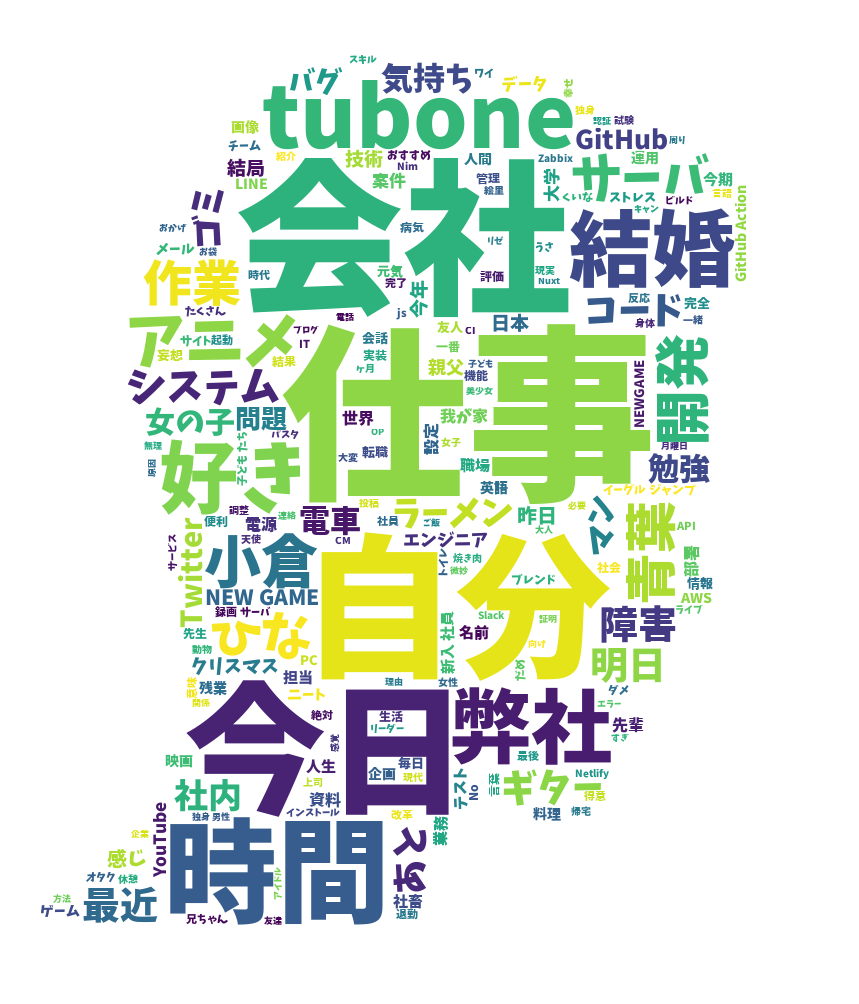 スキル
バグ
気持ち
ワイ
データ
幸せ
tubone
独身
画像
認証
試験
GitHub
周り
チーム
紹介
技術
おすすめ
Nim
人間
Zabbix
運用
結局
LINE
案件
管理
絵里
大学
サーバ
今期
くいな
ストレス
言語
ビルド
キャン
GitHub Action
ゴミ
会社
おかげ
お袋
メール
病気
リゼ
うさ
結婚
作業
時代
元気
完了
今年
評価
現実
Nuxt
たくさん
js
電話
日本
コード
反応
完全
一緒
身体
アニメ
サイト
起動
妄想
ブログ
IT
結果
会話
実装
ヶ月
友人
CI
一番
親父
子ども
機能
美少女
仕事
NEWGAME
開発
システム
女の子
問題
世界
我が家
パスタ
OP
設定
女子
月曜日
無理
原因
好き
子どもたち
大変
転職
職場
英語
勉強
イーグル ジャンプ
投稿
調整
連絡
便利
電源
電車
社員
ご飯
ラーメン
昨日
大人
必要
マン
青葉
API
Twitter
サービス
天使
CM
エンジニア
トイレ
焼き肉
微妙
小倉
NEW GAME
自分
ブレンド
社会
部署
情報
AWS
ライブ
録画 サーバ
ひな
先生
動物
新入 社員
Slack
名前
証明
向け
障害
クリスマス
PC
担当
ニート
だめ
明日
意味
残業
関係
理由
女性
ダメ
エラー
今日
絶対
生活
リーダー
感覚
弊社
先輩
すぎ
映画
人生
上司
企画
毎日
現代
最後
言葉
テスト
No
Netlify
ギター
得意
社内
資料
インストール
料理
帰宅
YouTube
独身 男性
改革
業務
企業
時間
あと
感じ
オタク
休憩
アイドル
方法
ゲーム
最近
兄ちゃん
友達
社畜
退勤